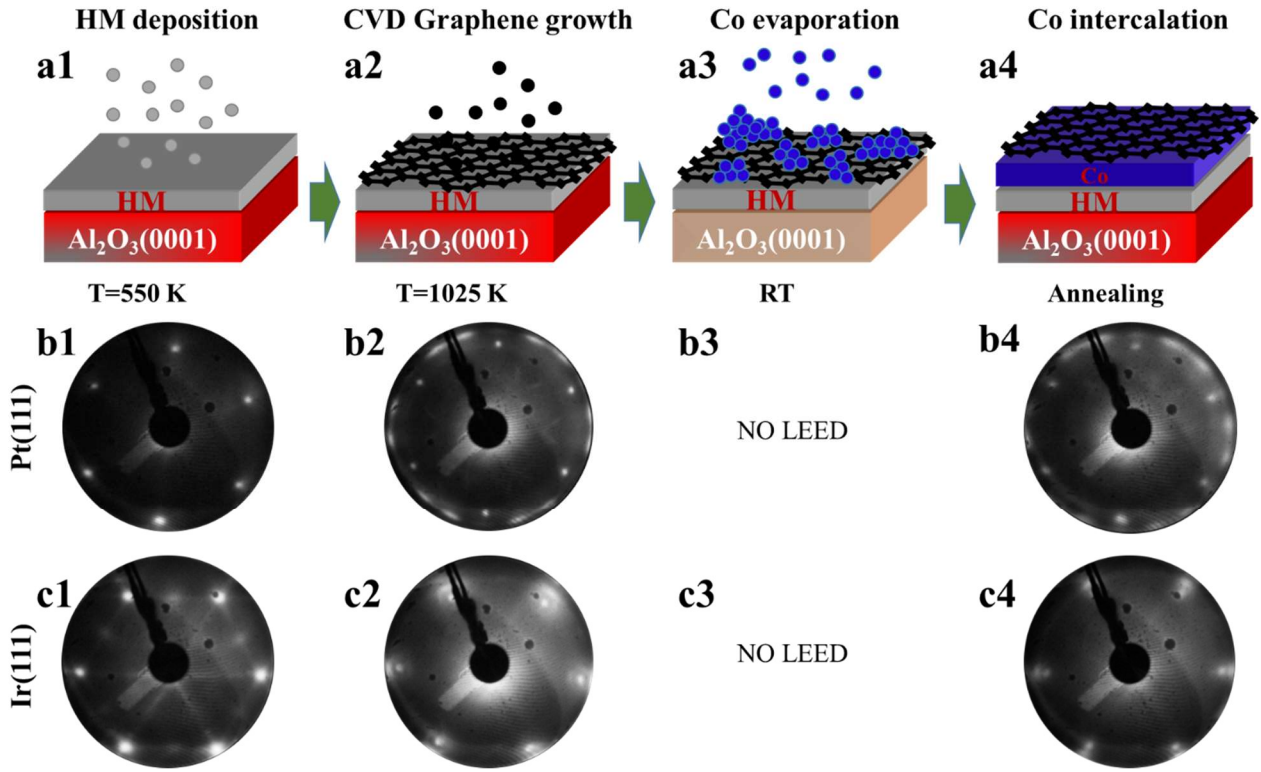 HM deposition
CVD Graphene growth
Co evaporation
Co intercalation
a1
a2
a3
a4
HM
HM
HM
Co
HM
Al₂O₃(0001)
Al₂O₃(0001)
Al₂O₃(0001)
Al₂O₃(0001)
T=550 K
T=1025 K
RT
Annealing
Pt(111)
b1
b2
b3
b4
NO LEED
Ir(111)
c1
c2
c3
c4
NO LEED